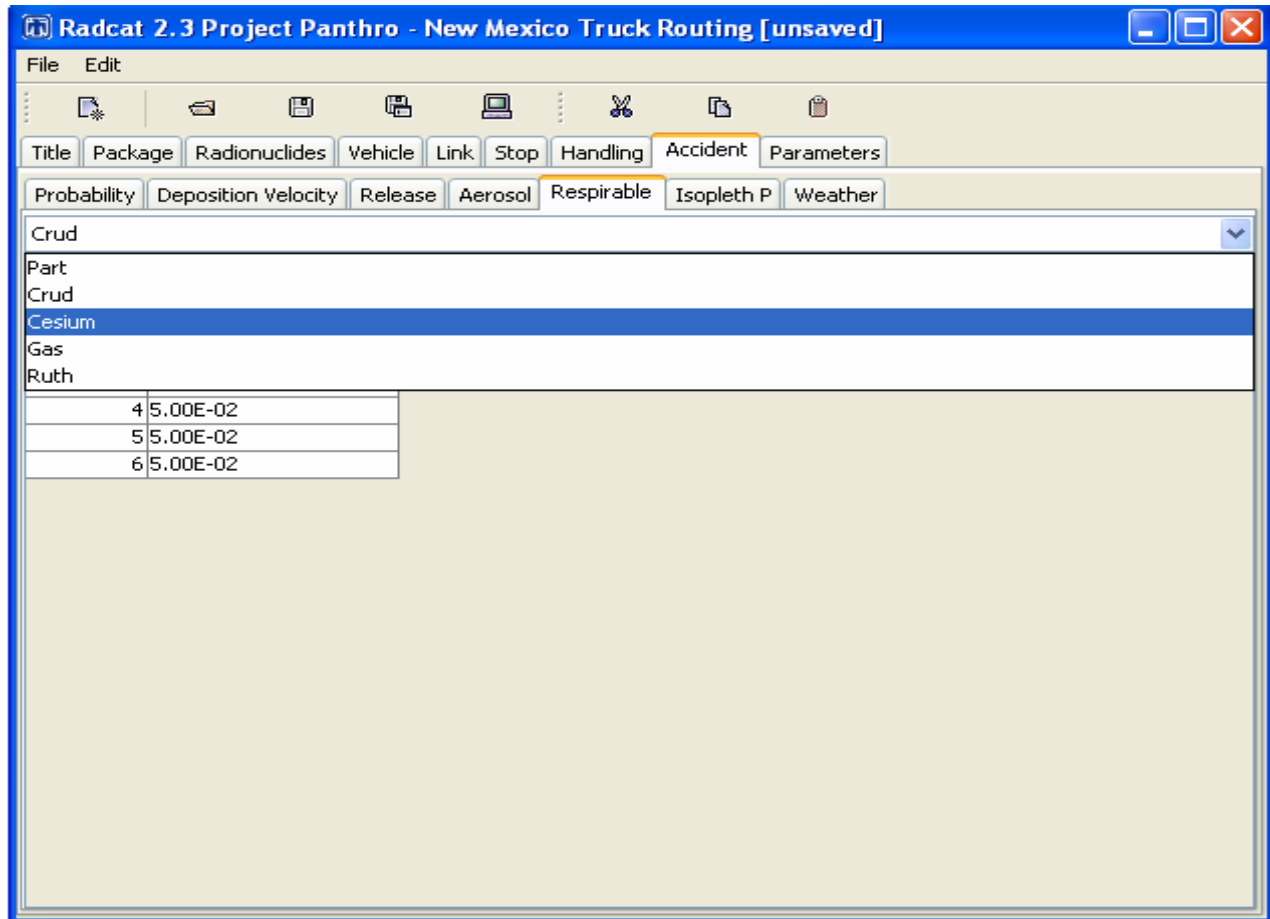 Radcat 2.3 Project Panthro - New Mexico Truck Routing [unsaved]
File Edit
Title Package Radionuclides Vehicle Link Stop Handling Accident Parameters
Probability Deposition Velocity Release Aerosol Respirable Isopleth P Weather
Crud
Part
Crud
Cesium
Gas
Ruth
4 5.00E-02
5 5.00E-02
6 5.00E-02